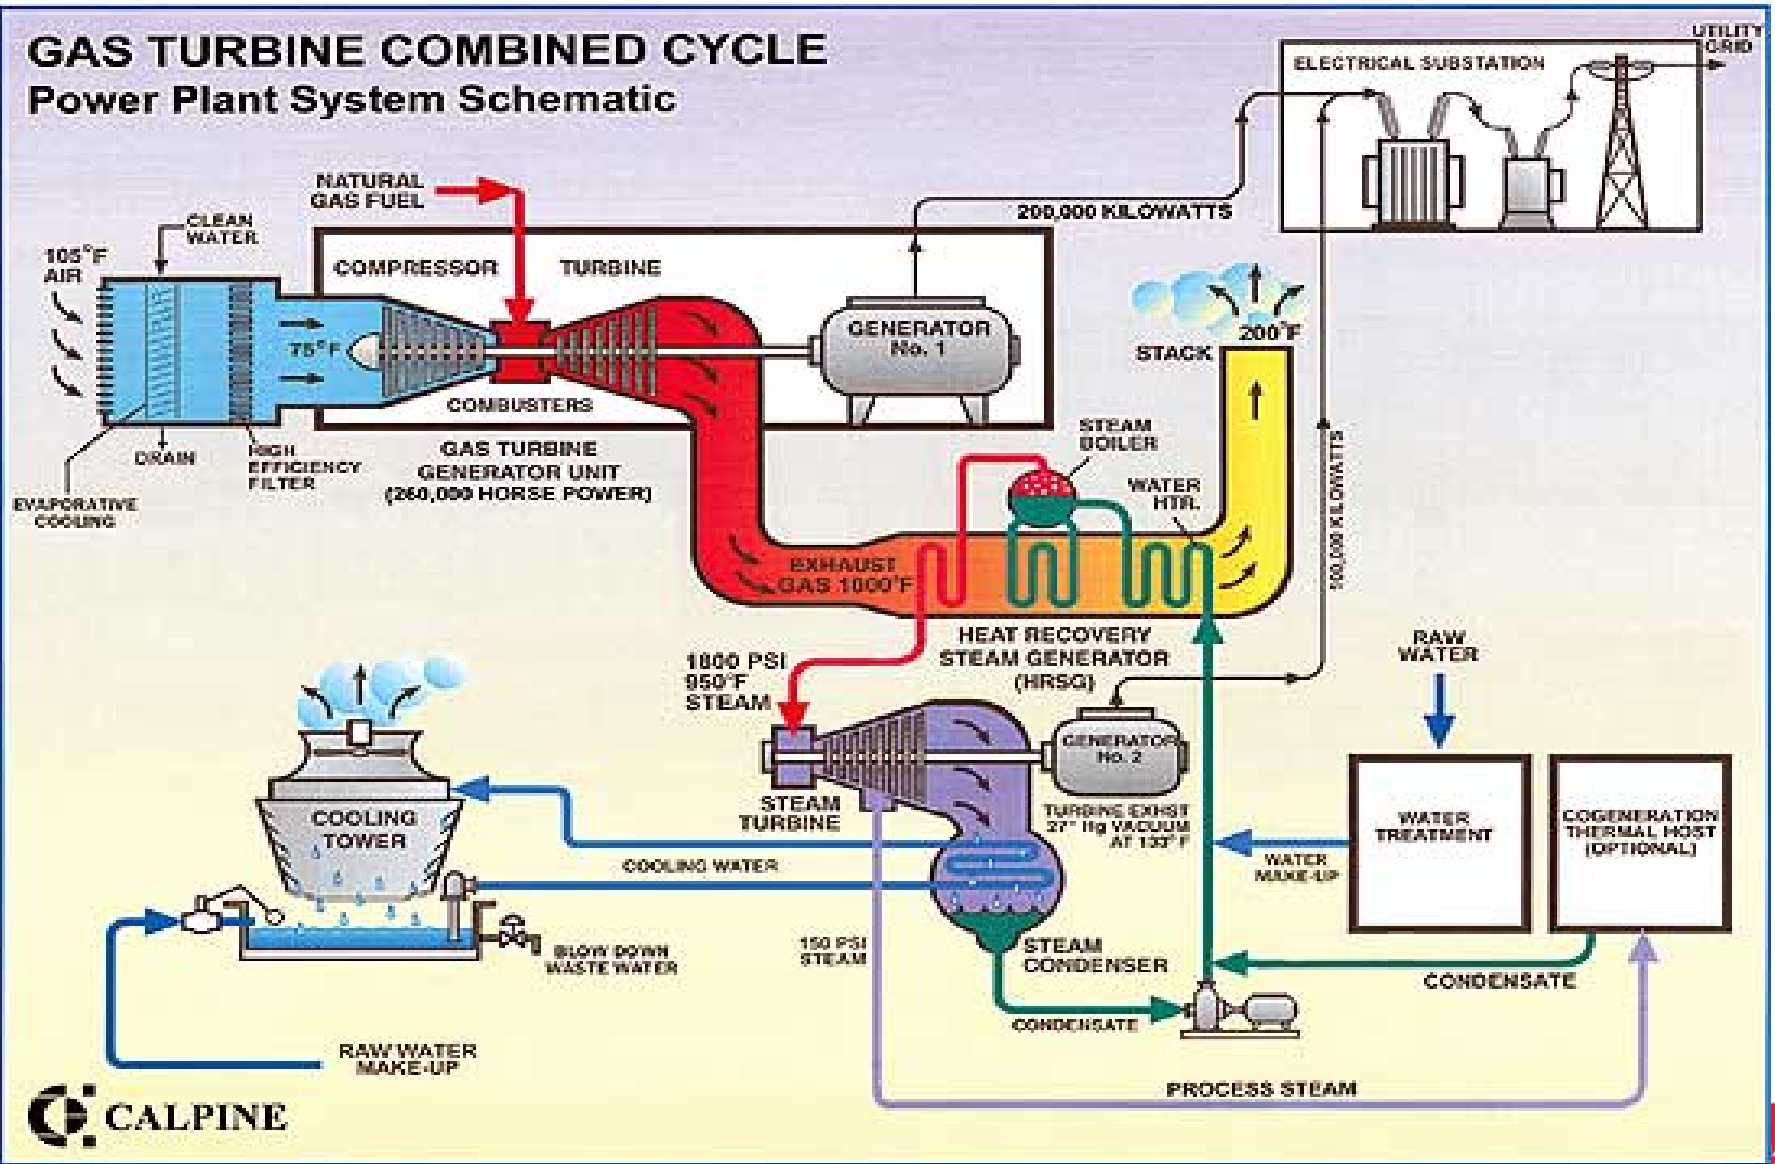 GAS TURBINE COMBINED CYCLE
Power Plant System Schematic
UTILITY
GRID
ELECTRICAL SUBSTATION
NATURAL
GAS FUEL
200,000 KILOWATTS
CLEAN
WATER
105°F
AIR
COMPRESSOR
TURBINE
75°F
GENERATOR
No. 1
200°F
STACK
COMBUSTERS
DRAIN
HIGH
EFFICIENCY
FILTER
GAS TURBINE
GENERATOR UNIT
(260,000 HORSE POWER)
STEAM
BOILER
WATER
HTR.
EVAPORATIVE
COOLING
KILOWATTS
EXHAUST
GAS 1000°F
HEAT RECOVERY
STEAM GENERATOR
(HRSG)
PSI
950°F
STEAM
RAW
WATER
GENERATOR
No. 2
STEAM
TURBINE
TURBINE EXHST
27" Hg VACUUM
AT 133°F
COOLING
TOWER
COOLING WATER
WATER
TREATMENT
COGENERATION
THERMAL HOST
(OPTIONAL)
WATER
MAKE-UP
150 PSI
STEAM
STEAM
CONDENSER
BLOW DOWN
WASTE WATER
CONDENSATE
CONDENSATE
RAW WATER
MAKE-UP
PROCESS STEAM
CALPINE